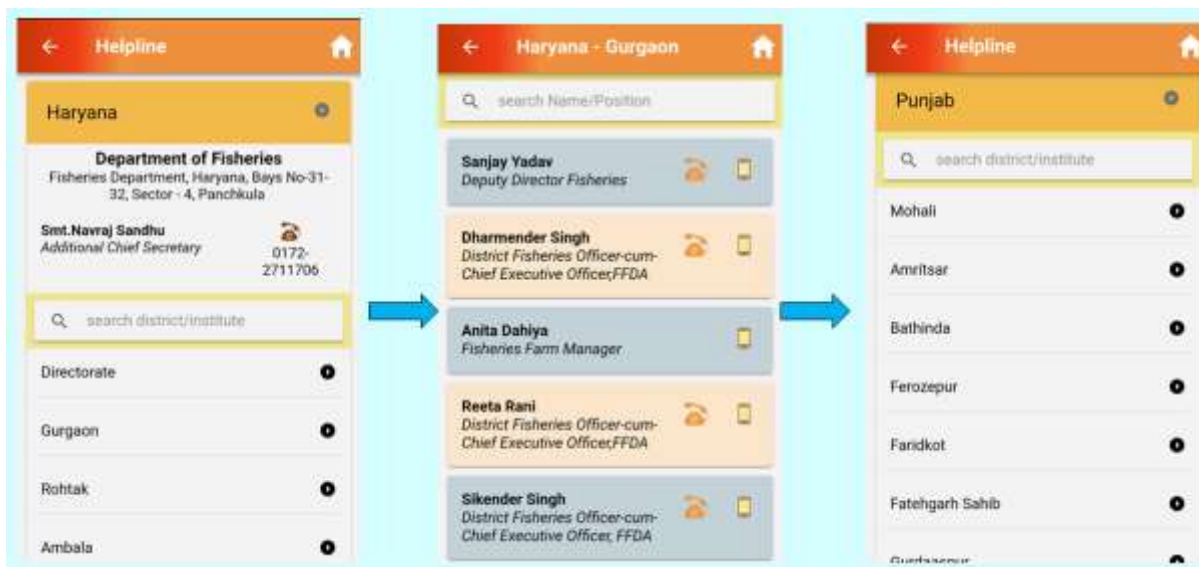 Helpline
Haryana
Department of Fisheries
Fisheries Department, Haryana, Bays No-31-
32, Sector - 4, Panchkula
Smt.Navraj Sandhu
Additional Chief Secretary
0172-
2711706
search district/institute
Directorate
Gurgaon
Rohtak
Ambala
Haryana - Gurgaon
search Name/Position
Sanjay Yadav
Deputy Director Fisheries
Dharmender Singh
District Fisheries Officer-cum-
Chief Executive Officer,FFDA
Anita Dahiya
Fisheries Farm Manager
Reeta Rani
District Fisheries Officer-cum-
Chief Executive Officer,FFDA
Sikender Singh
District Fisheries Officer-cum-
Chief Executive Officer, FFDA
Helpline
Punjab
search district/institute
Mohali
Amritsar
Bathinda
Ferozepur
Faridkot
Fatehgarh Sahib